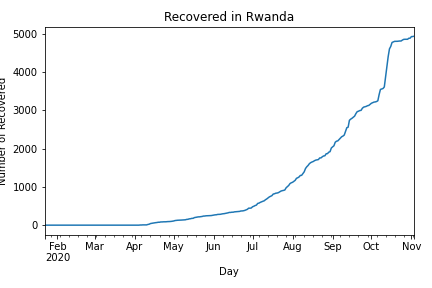 Recovered in Rwanda
Number of Recovered
5000
4000
3000
2000
1000
0
Feb Mar Apr May Jun Jul Aug Sep Oct Nov
2020
Day